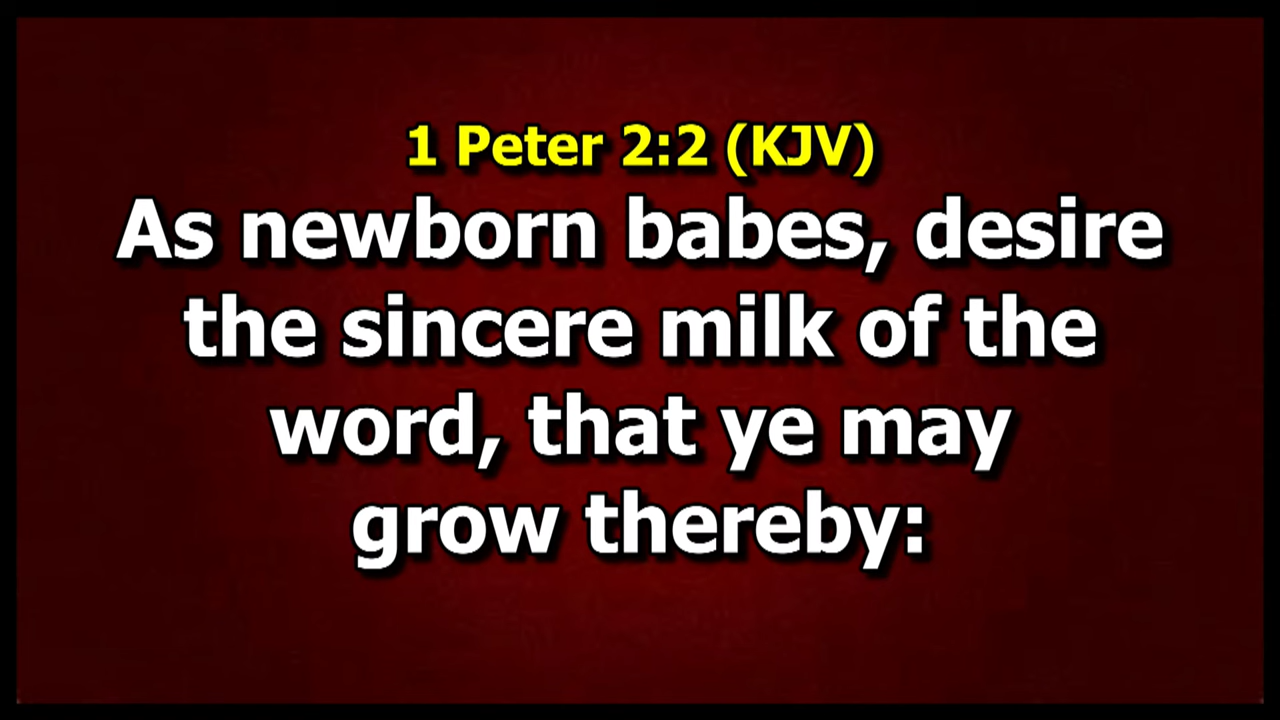 1 Peter 2:2 (KJV)
As newborn babes, desire
the sincere milk of the
word, that ye may
grow thereby: